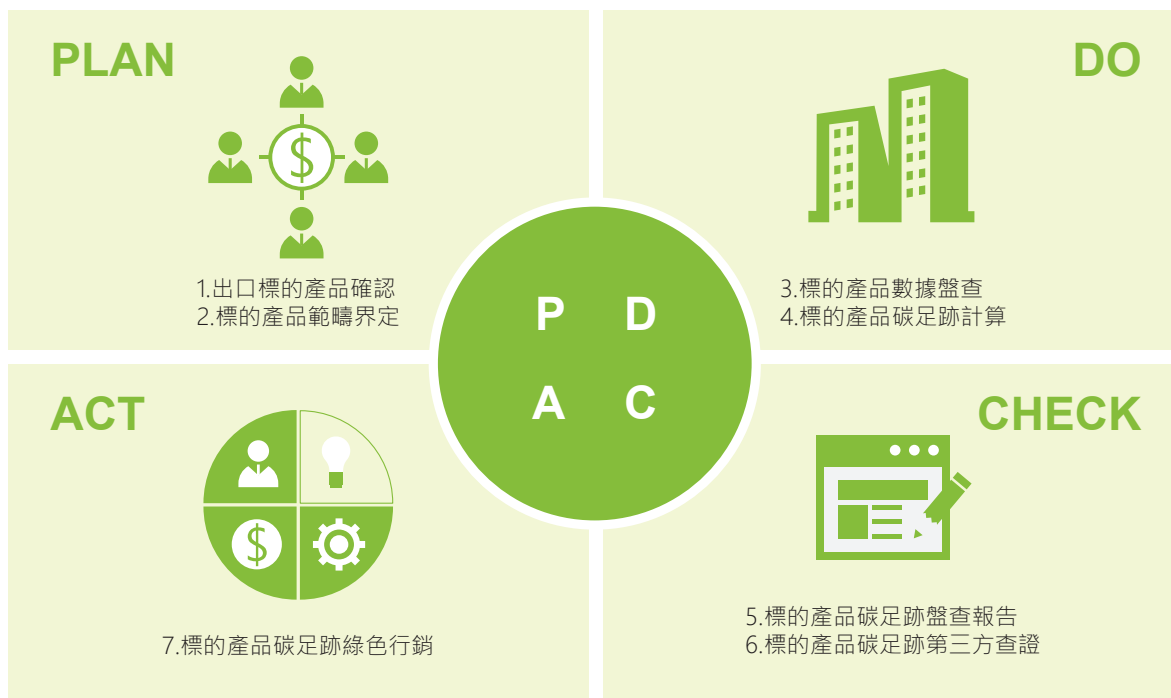 PLAN
$
1.出口標的產品確認
2.標的產品範疇界定
DO
3.標的產品數據盤查
4.標的產品碳足跡計算
P D
A C
ACT
$
7.標的產品碳足跡綠色行銷
CHECK
5.標的產品碳足跡盤查報告
6.標的產品碳足跡第三方查證